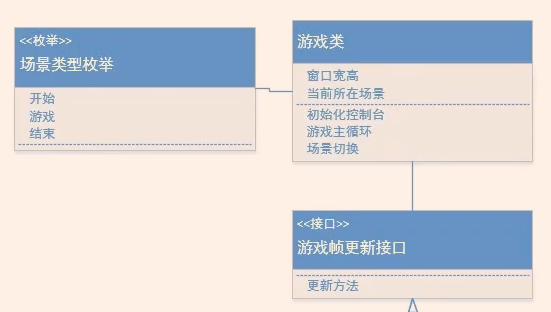 <<枚举>>
场景类型枚举
开始
游戏
结束
游戏类
窗口宽高
当前所在场景
初始化控制台
游戏主循环
场景切换
<<接口>>
游戏帧更新接口
更新方法